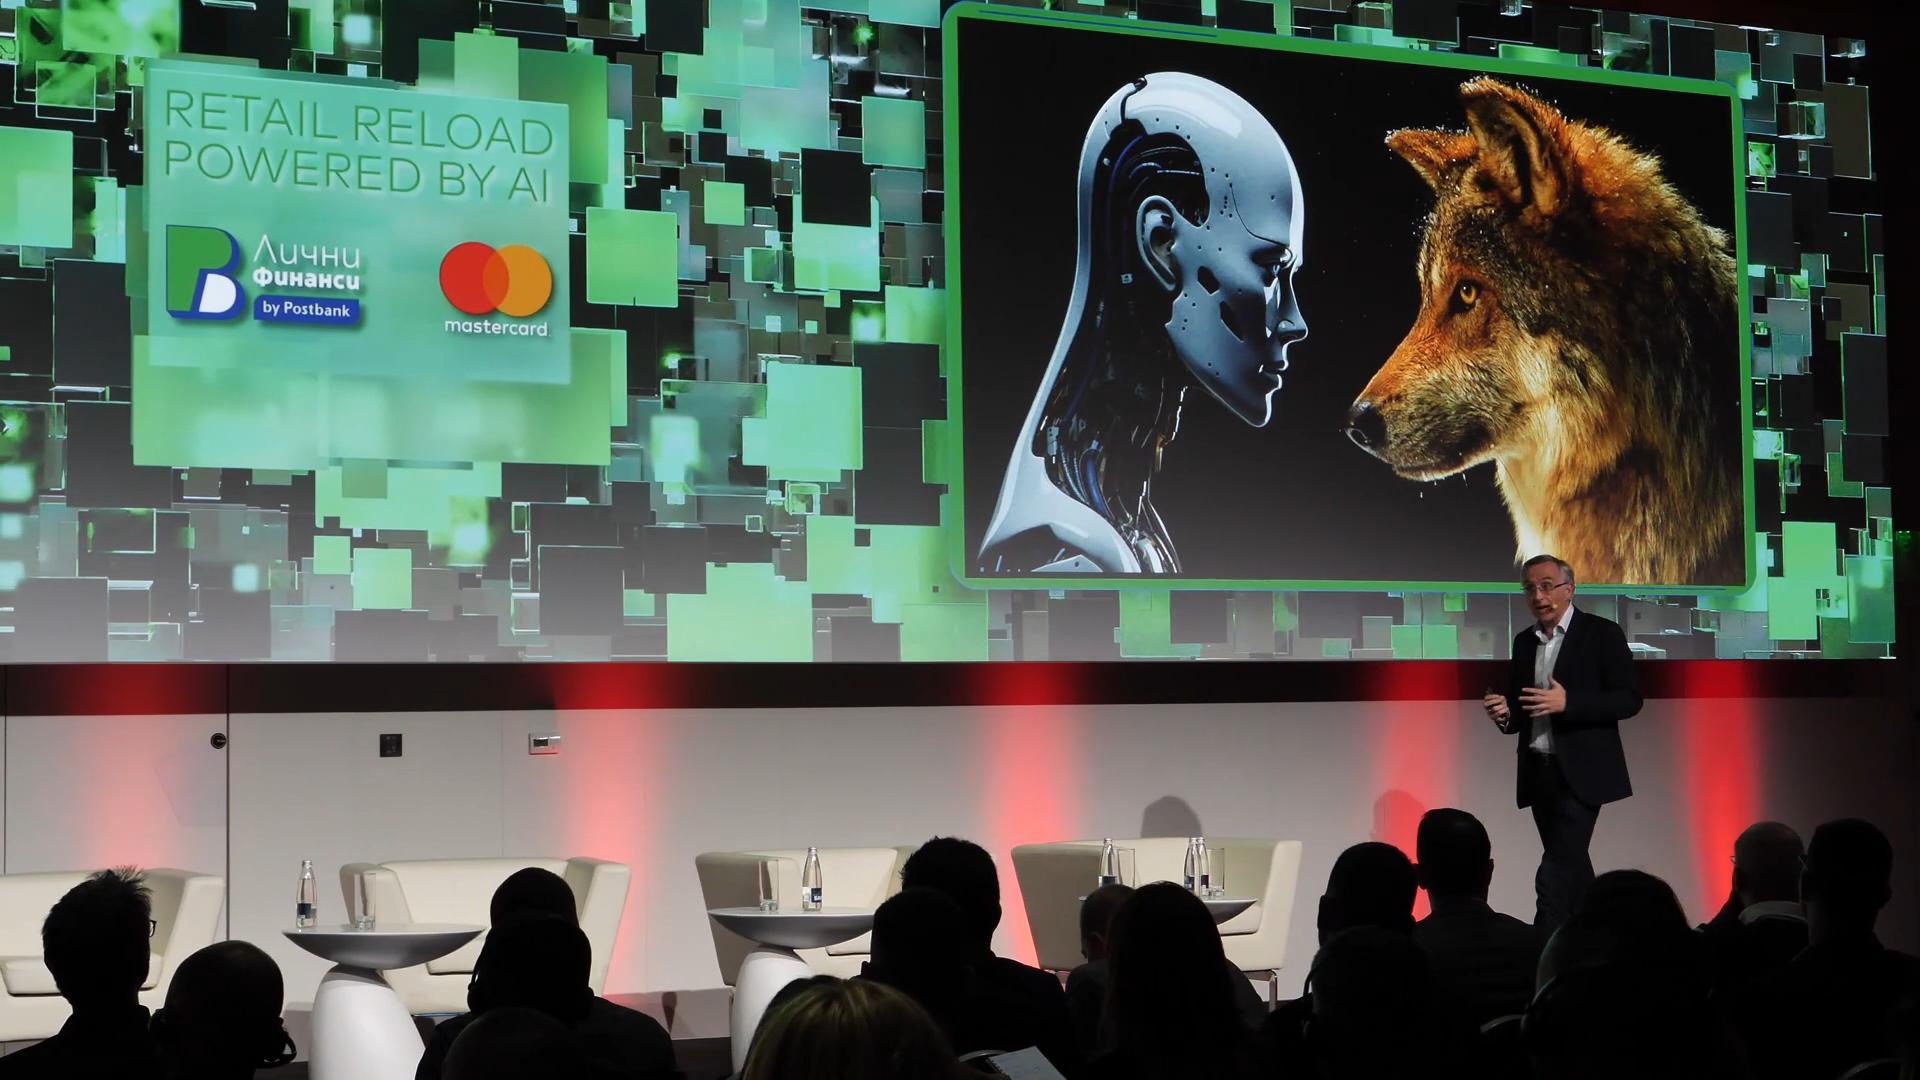 RETAIL RELOAD
POWERED BY AI
Лични
финанси
by Postbank
mastercard.